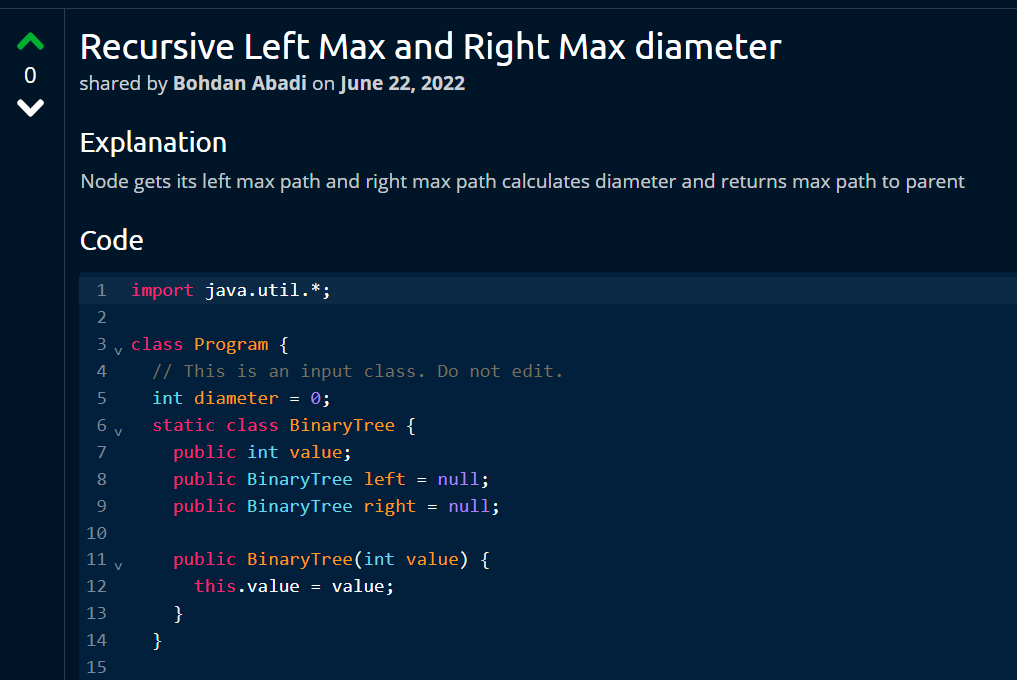 Recursive Left Max and Right Max diameter
0
shared by Bohdan Abadi on June 22, 2022
Explanation
Node gets its left max path and right max path calculates diameter and returns max path to parent
Code
1 import java.util.*;
2
3 class Program {
4   // This is an input class. Do not edit.
5   int diameter = 0;
6   static class BinaryTree {
7     public int value;
8     public BinaryTree left = null;
9     public BinaryTree right = null;
10
11     public BinaryTree(int value) {
12       this.value = value;
13     }
14   }
15